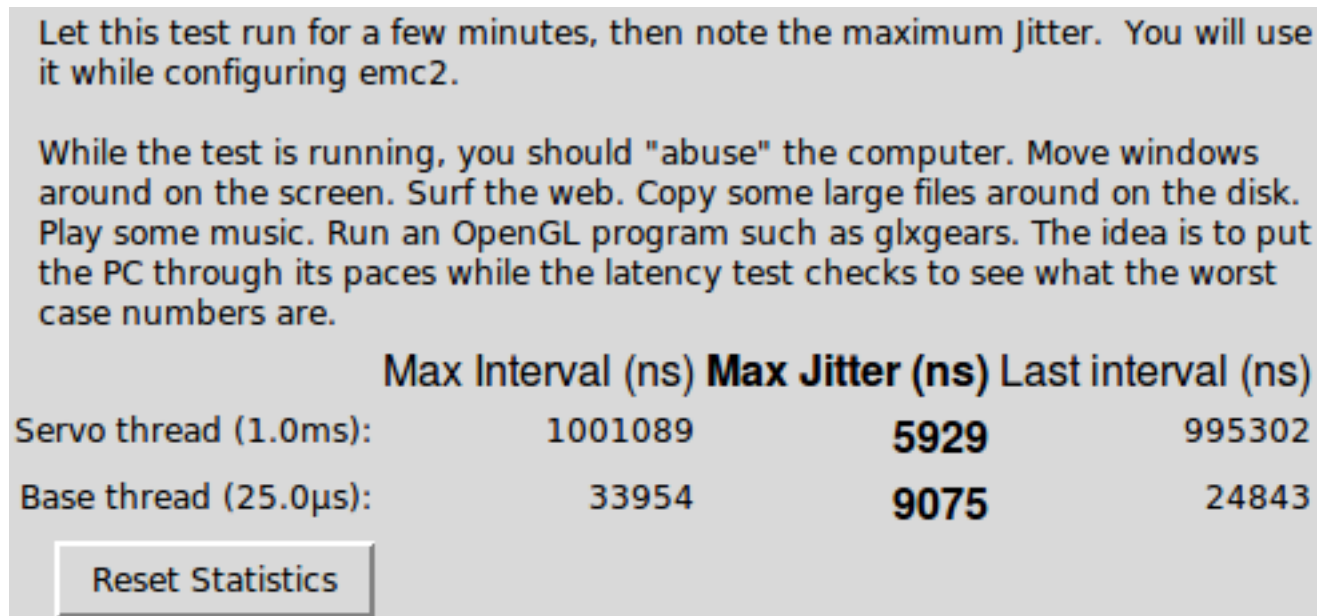 Let this test run for a few minutes, then note the maximum Jitter.  You will use
it while configuring emc2.
While the test is running, you should "abuse" the computer. Move windows
around on the screen. Surf the web. Copy some large files around on the disk.
Play some music. Run an OpenGL program such as glxgears. The idea is to put
the PC through its paces while the latency test checks to see what the worst
case numbers are.
Max Interval (ns) Max Jitter (ns) Last interval (ns)
Servo thread (1.0ms): 1001089 5929 995302
Base thread (25.0µs): 33954 9075 24843
Reset Statistics